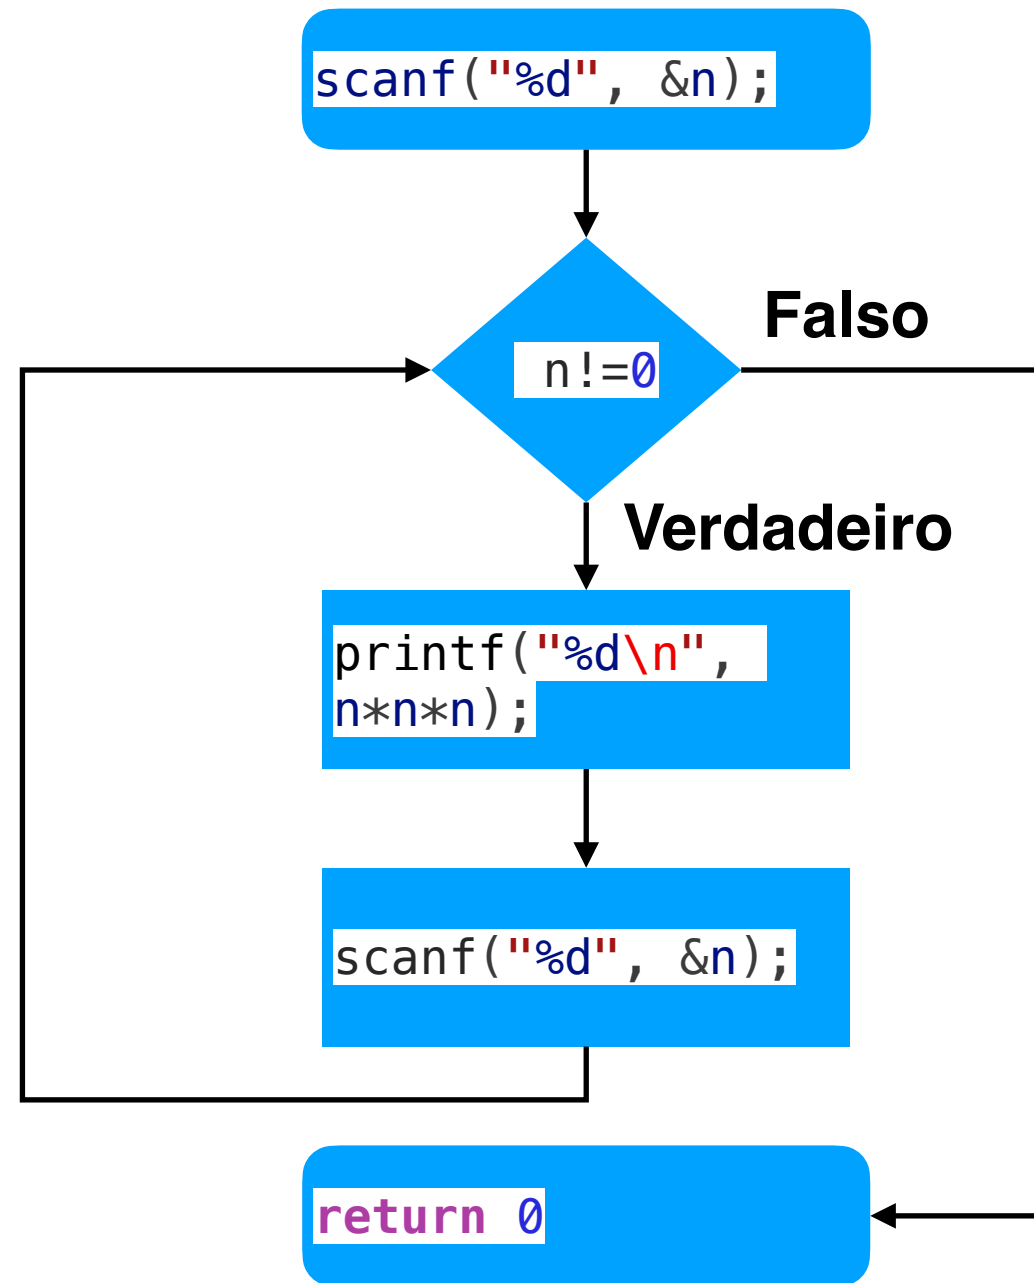 scanf("%d", &n);
Falso
n!=0
Verdadeiro
printf("%d\n",
n*n*n);
scanf("%d", &n);
return 0